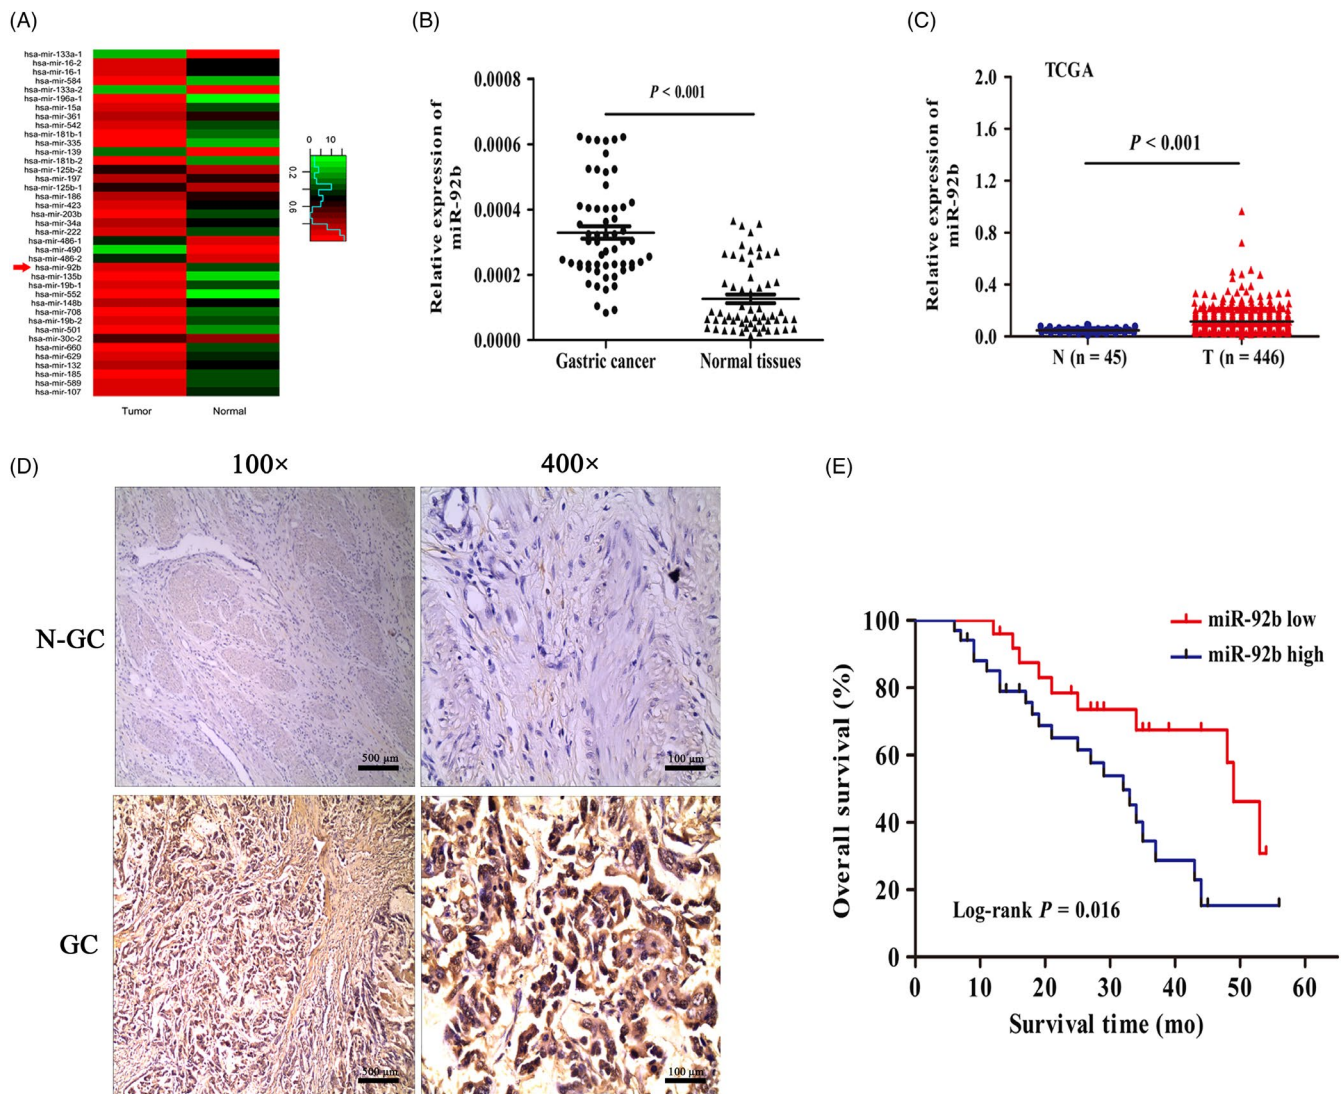 (A)
hsa-mir-133a-1
hsa-mir-16-2
hsa-mir-16-1
hsa-mir-584
hsa-mir-133a-2
hsa-mir-196a-1
hsa-mir-15a
hsa-mir-361
hsa-mir-542
hsa-mir-181b-1
hsa-mir-335
hsa-mir-139
hsa-mir-181b-2
hsa-mir-125b-2
hsa-mir-197
hsa-mir-125b-1
hsa-mir-186
hsa-mir-423
hsa-mir-203b
hsa-mir-34a
hsa-mir-222
hsa-mir-486-1
hsa-mir-490
hsa-mir-486-2
hsa-mir-92b
hsa-mir-135b
hsa-mir-19b-1
hsa-mir-552
hsa-mir-148b
hsa-mir-708
hsa-mir-19b-2
hsa-mir-501
hsa-mir-30c-2
hsa-mir-660
hsa-mir-629
hsa-mir-132
hsa-mir-185
hsa-mir-589
hsa-mir-107
Tumor Normal
0 10
0.2
0.6
(B)
Relative expression of
miR-92b
0.0008
0.0006
0.0004
0.0002
0.0000
P < 0.001
Gastric cancer Normal tissues
(C)
TCGA
Relative expression of
miR-92b
2.0
1.6
1.2
0.8
0.4
0.0
P < 0.001
N (n = 45) T (n = 446)
(D)
100× 400×
N-GC
500 µm 100 µm
GC
500 µm 100 µm
(E)
Overall survival (%)
100
80
60
40
20
0
miR-92b low
miR-92b high
Log-rank P = 0.016
0 10 20 30 40 50 60
Survival time (mo)